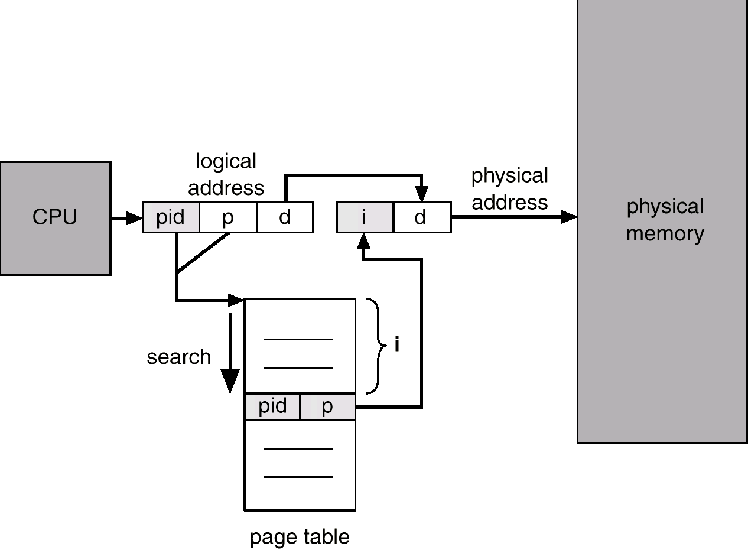 logical
address
physical
address
CPU
pid p d
i d
physical
memory
search
i
pid p
page table